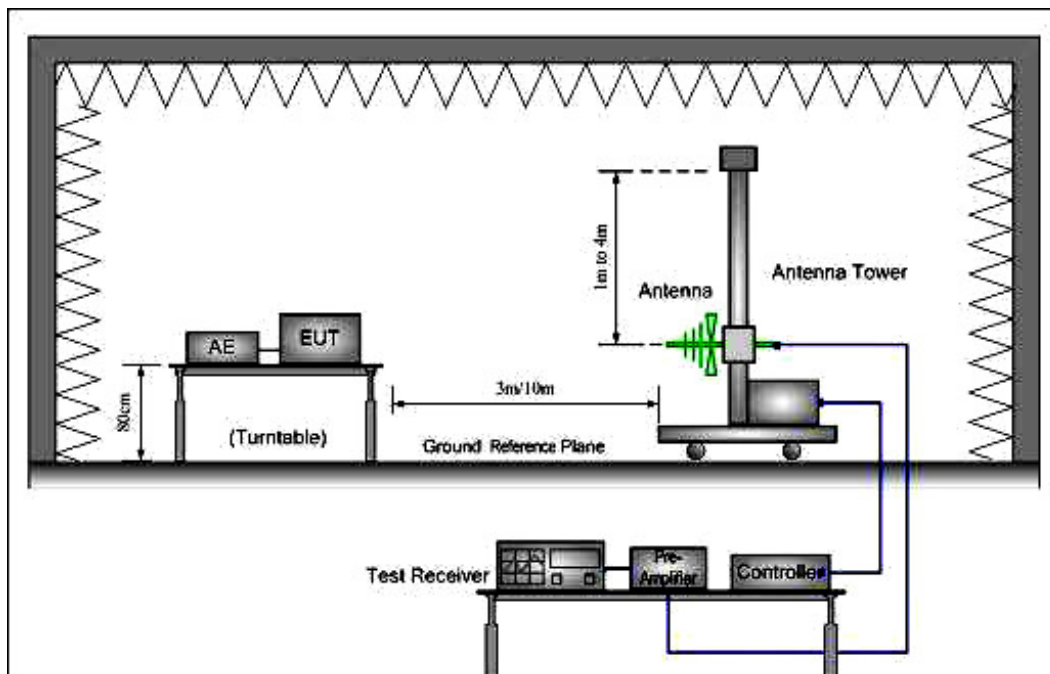 1m to 4m
Antenna
Antenna Tower
AE
EUT
80cm
3m/10m
(Turntable)
Ground Reference Plane
Test Receiver
Pre-
Amplifier
Controller